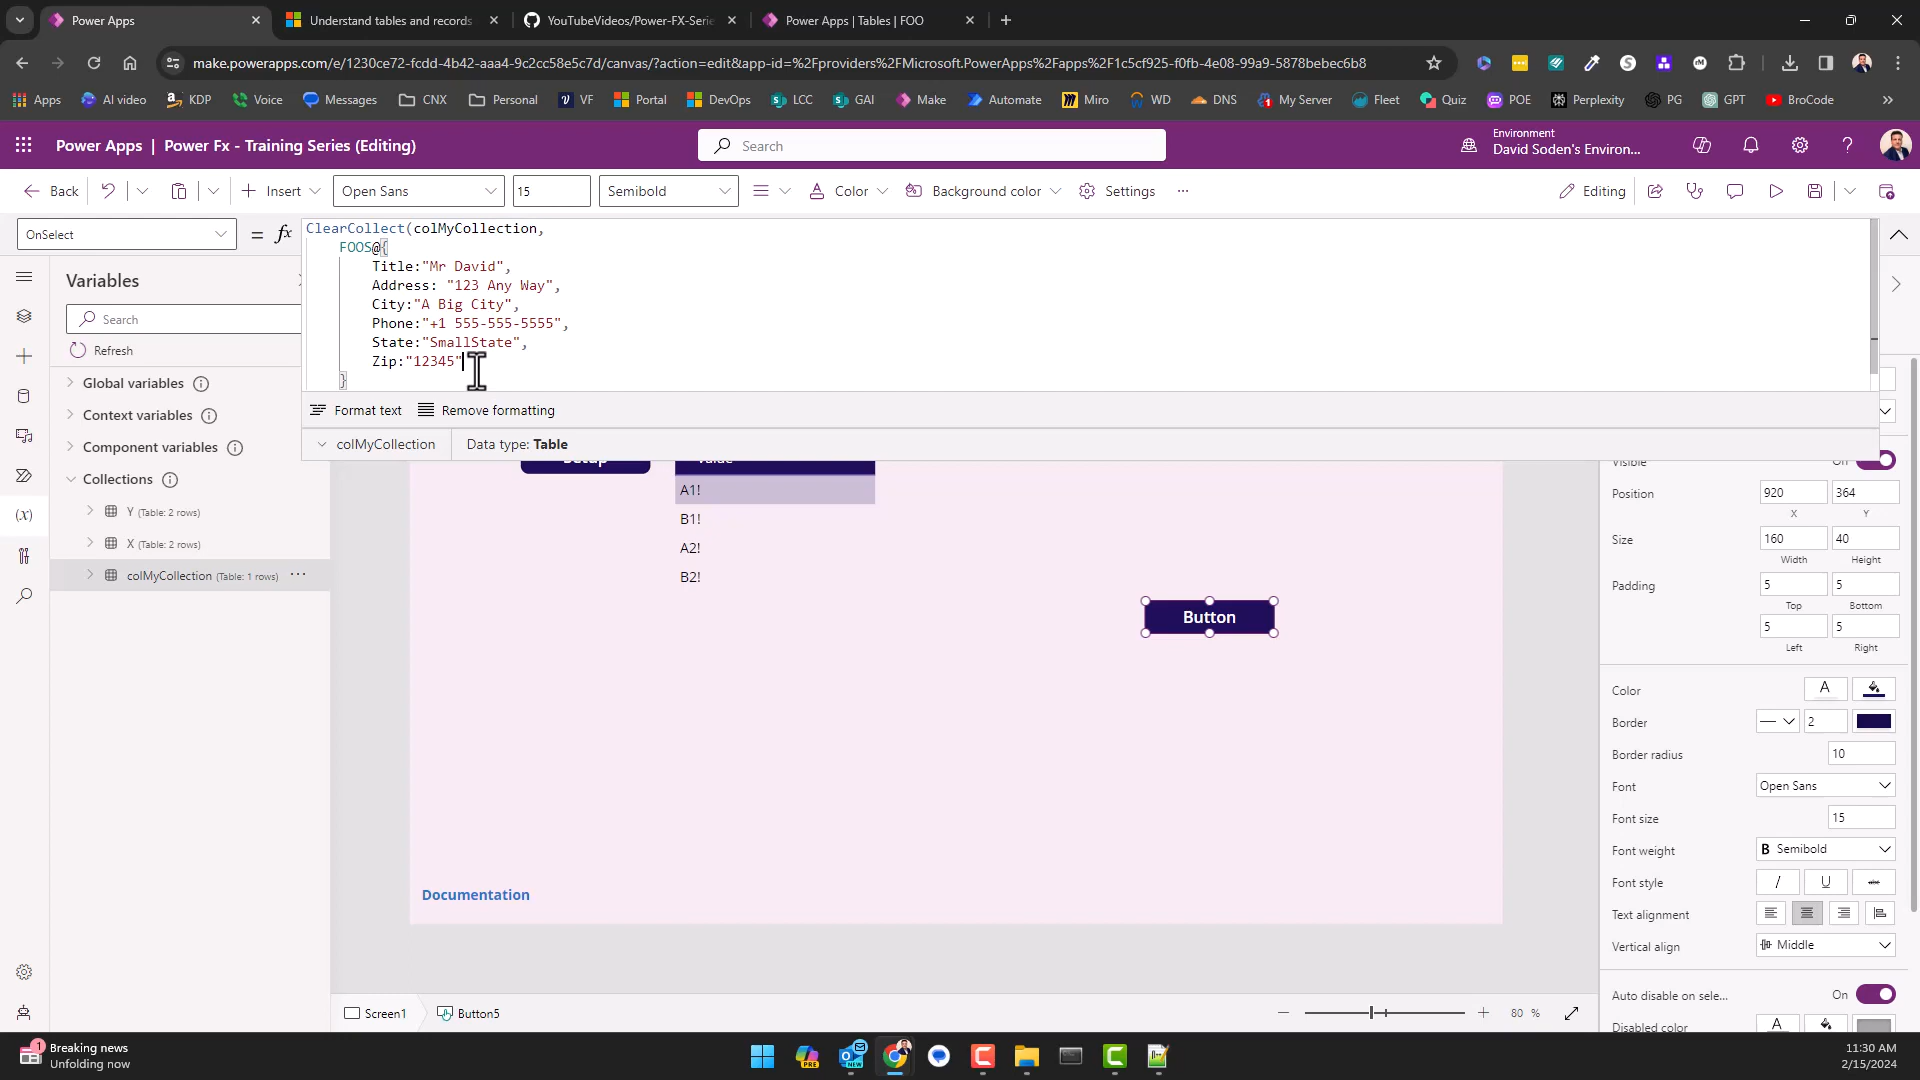 Power Apps
Understand tables and records
YouTubeVideos/Power-FX-Serie
Power Apps | Tables | FOO
make.powerapps.com/e/1230ce72-fcdd-4b42-aaa4-9c2cc58e5c7d/canvas/?action=edit&app-id=%2Fproviders%2FMicrosoft.PowerApps%2Fapps%2F1c5cf925-f0fb-4e08-99a9-5878bebec6b8
Apps
AI video
KDP
Voice
Messages
CNX
Personal
VF
Portal
DevOps
LCC
GAI
Make
Automate
Miro
WD
DNS
My Server
Fleet
Quiz
POE
Perplexity
PG
GPT
BroCode
Power Apps | Power Fx - Training Series (Editing)
Search
Environment
David Soden's Environ...
Back
Insert
Open Sans
15
Semibold
Color
Background color
Settings
Editing
OnSelect
= fx
ClearCollect(colMyCollection,
FOOS@{
Title:"Mr David",
Address: "123 Any Way",
City:"A Big City",
Phone:"+1 555-555-5555",
State:"SmallState",
Zip:"12345"
}
Format text
Remove formatting
colMyCollection
Data type: Table
Variables
Search
Refresh
Global variables
Context variables
Component variables
Collections
Y (Table: 2 rows)
X (Table: 2 rows)
colMyCollection (Table: 1 rows) ...
(x)
Setup
Value
A1!
B1!
A2!
B2!
Button
Documentation
Visible
On
Position
920
364
X
Y
Size
160
40
Width
Height
Padding
5
5
Top
Bottom
5
5
Left
Right
Color
A
Border
2
Border radius
10
Font
Open Sans
Font size
15
Font weight
B Semibold
Font style
/
U
abc
Text alignment
Vertical align
Middle
Auto disable on sele...
On
Disabled color
A
Screen1
Button5
80 %
1
Breaking news
Unfolding now
PRE
NEW
11:30 AM
2/15/2024